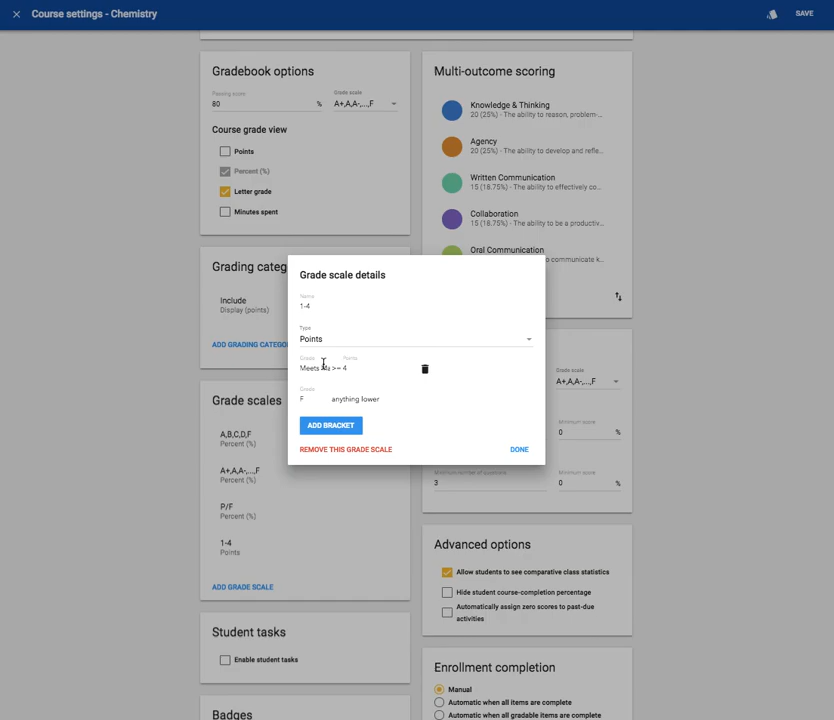 Course settings - Chemistry
SAVE
Gradebook options
Passing score
80
%
Grade scale
A+,A,A-,...,F
Course grade view
Points
Percent (%)
Letter grade
Minutes spent
Multi-outcome scoring
Knowledge & Thinking
20 (25%) - The ability to reason, problem-...
Agency
20 (25%) - The ability to develop and refle...
Written Communication
15 (18.75%) - The ability to effectively co...
Collaboration
15 (18.75%) - The ability to be a productiv...
Oral Communication
o communicate k...
Grading categ
Include
Display (points)
ADD GRADING CATEGO
Grade scales
A,B,C,D,F
Percent (%)
A+,A,A-,...,F
Percent (%)
P/F
Percent (%)
1-4
Points
ADD GRADE SCALE
Grade scale details
Name
1-4
Type
Points
Grade
Points
Meets >= 4
Grade
F
anything lower
ADD BRACKET
REMOVE THIS GRADE SCALE
DONE
Grade scale
A+,A,A-,...,F
Minimum score
0
%
Minimum number of
3
Minimum score
0
%
Advanced options
Allow students to see comparative class statistics
Hide student course-completion percentage
Automatically assign zero scores to past-due
activities
Student tasks
Enable student tasks
Enrollment completion
Manual
Automatic when all items are complete
Automatic when all gradable items are complete
Badges